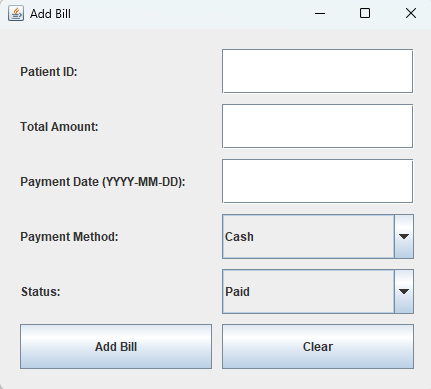 Add Bill
Patient ID:
Total Amount:
Payment Date (YYYY-MM-DD):
Payment Method: Cash
Status: Paid
Add Bill Clear